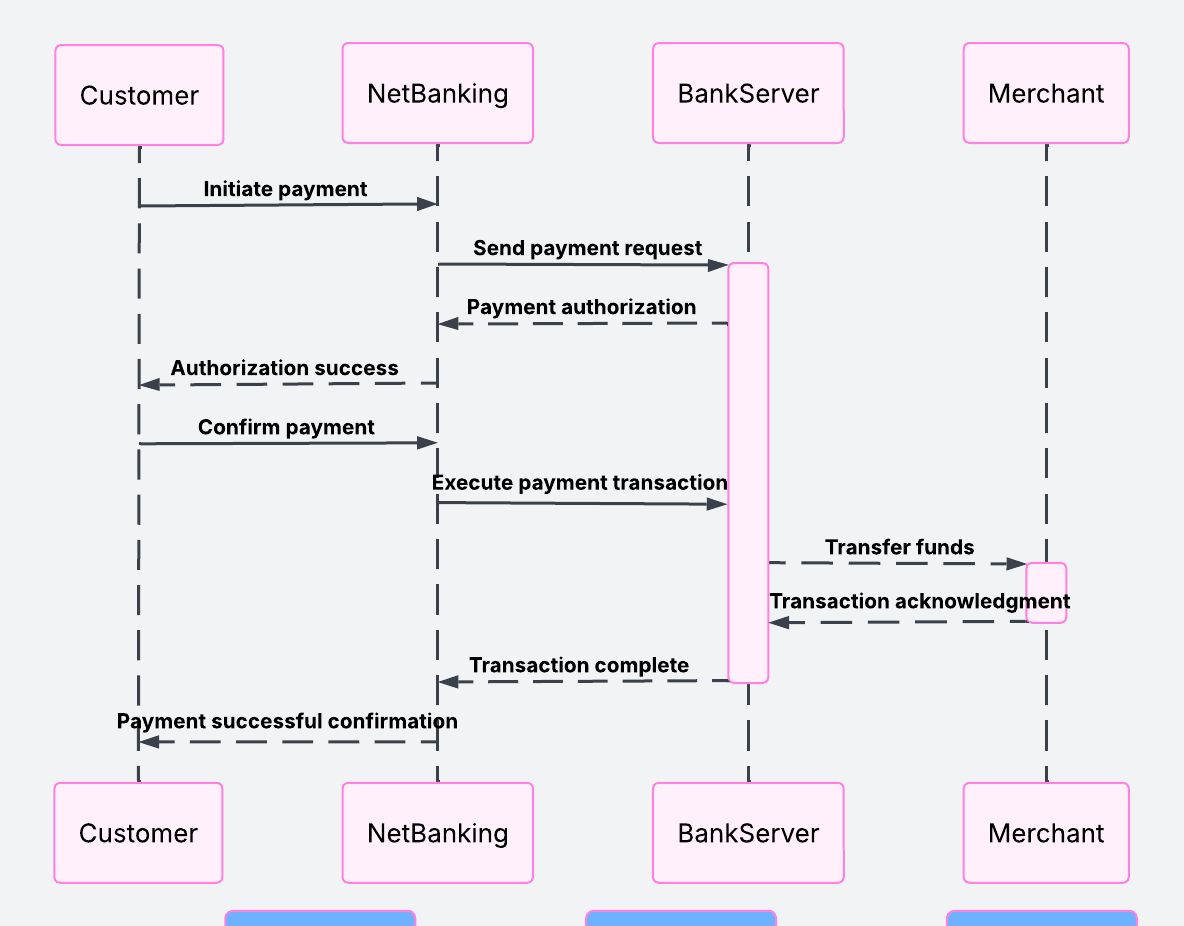 Customer
NetBanking
BankServer
Merchant
Initiate payment
Send payment request
Payment authorization
Authorization success
Confirm payment
Execute payment transaction
Transfer funds
Transaction acknowledgment
Transaction complete
Payment successful confirmation
Customer
NetBanking
BankServer
Merchant